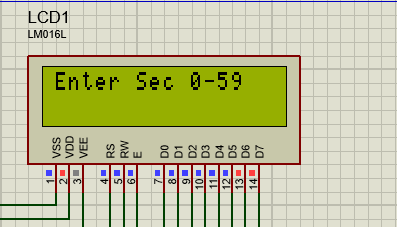 LCD1
LM016L
Enter Sec 0-59
VSS
VDD
VEE
RS
RW
E
D0
D1
D2
D3
D4
D5
D6
D7
1
2
3
4
5
6
7
8
9
10
11
12
13
14